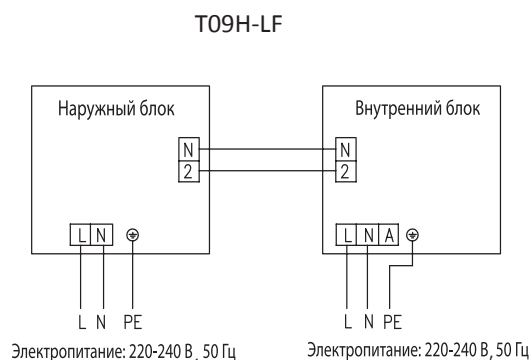 T09H-LF
Наружный блок
Внутренний блок
N
N
2
2
L N
L N A
L N PE
L N PE
Электропитание: 220-240 В, 50 Гц
Электропитание: 220-240 В, 50 Гц